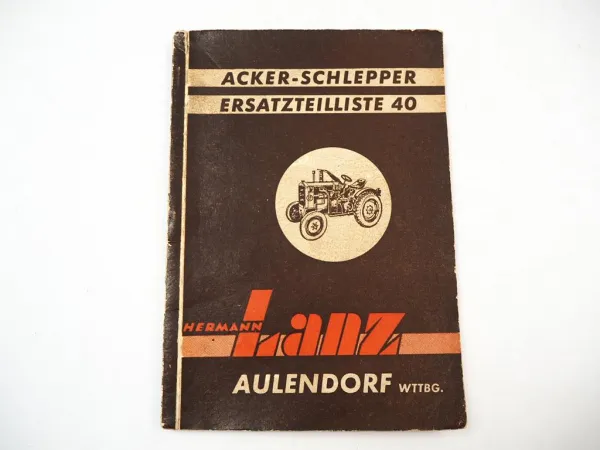 ACKER-SCHLEPPER
ERSATZTEILLISTE 40
HERMANN Lanz
AULENDORF WTTBG.